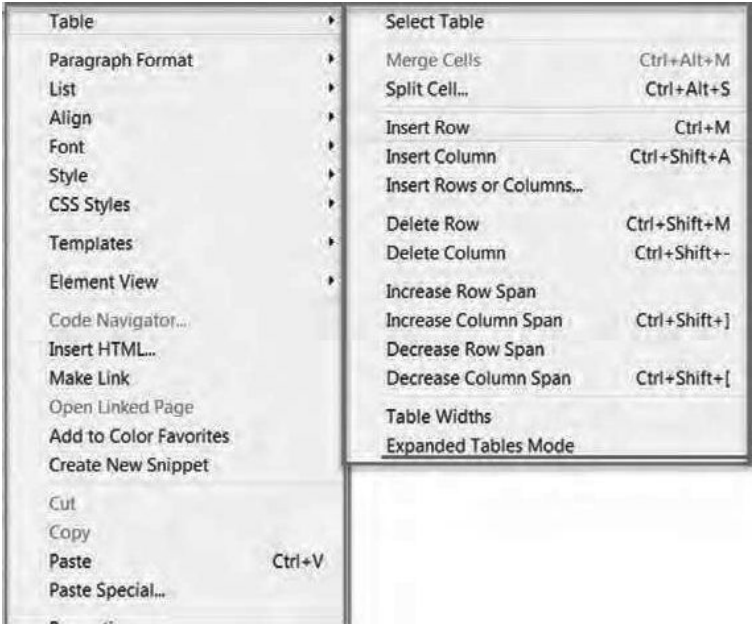 Table
Paragraph Format
List
Align
Font
Style
CSS Styles
Templates
Element View
Code Navigator...
Insert HTML...
Make Link
Open Linked Page
Add to Color Favorites
Create New Snippet
Cut
Copy
Paste Ctrl+V
Paste Special...
Select Table
Merge Cells Ctrl+Alt+M
Split Cell... Ctrl+Alt+S
Insert Row Ctrl+M
Insert Column Ctrl+Shift+A
Insert Rows or Columns...
Delete Row Ctrl+Shift+M
Delete Column Ctrl+Shift+-
Increase Row Span
Increase Column Span Ctrl+Shift+]
Decrease Row Span
Decrease Column Span Ctrl+Shift+[
Table Widths
Expanded Tables Mode